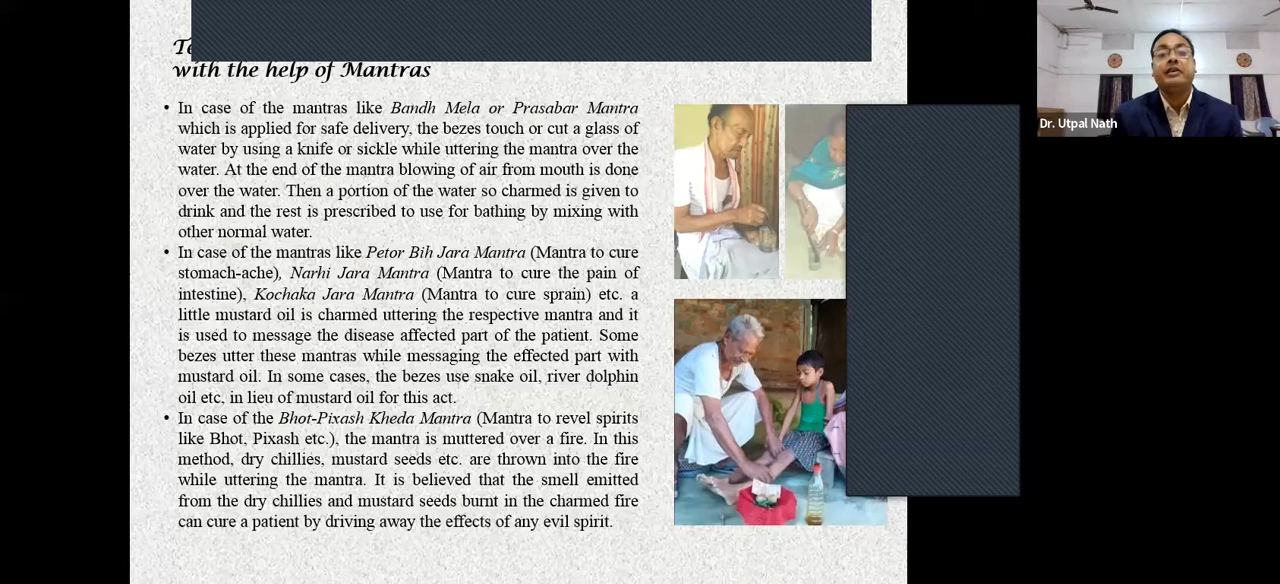 with the help of Mantras
• In case of the mantras like Bandh Mela or Prasabar Mantra
which is applied for safe delivery, the bezes touch or cut a glass of
water by using a knife or sickle while uttering the mantra over the
water. At the end of the mantra blowing of air from mouth is done
over the water. Then a portion of the water so charmed is given to
drink and the rest is prescribed to use for bathing by mixing with
other normal water.
• In case of the mantras like Petor Bih Jara Mantra (Mantra to cure
stomach-ache), Narhi Jara Mantra (Mantra to cure the pain of
intestine), Kochaka Jara Mantra (Mantra to cure sprain) etc. a
little mustard oil is charmed uttering the respective mantra and it
is used to message the disease affected part of the patient. Some
bezes utter these mantras while messaging the effected part with
mustard oil. In some cases, the bezes use snake oil, river dolphin
oil etc, in lieu of mustard oil for this act.
• In case of the Bhot-Pixash Kheda Mantra (Mantra to revel spirits
like Bhot, Pixash etc.), the mantra is muttered over a fire. In this
method, dry chillies, mustard seeds etc. are thrown into the fire
while uttering the mantra. It is believed that the smell emitted
from the dry chillies and mustard seeds burnt in the charmed fire
can cure a patient by driving away the effects of any evil spirit.
Dr. Utpal Nath